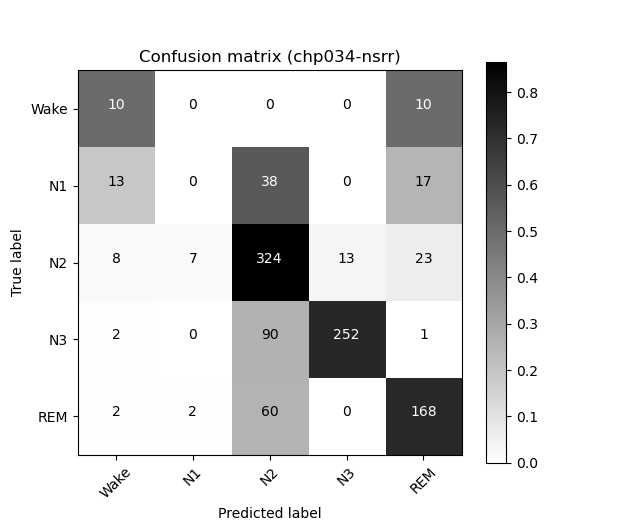 Confusion matrix (chp034-nsrr)
True label
Wake 10 0 0 0 10
N1 13 0 38 0 17
N2 8 7 324 13 23
N3 2 0 90 252 1
REM 2 2 60 0 168
Wake N1 N2 N3 REM
Predicted label
0.8
0.7
0.6
0.5
0.4
0.3
0.2
0.1
0.0